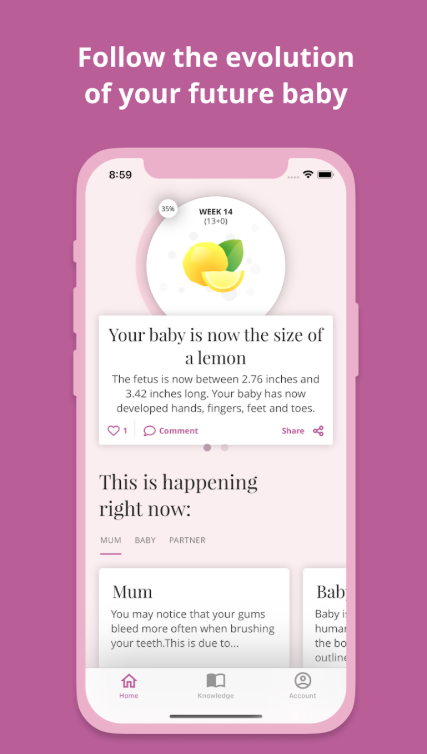 Follow the evolution
of your future baby
8:59
35%
WEEK 14
(13+0)
Your baby is now the size of
a lemon
The fetus is now between 2.76 inches and
3.42 inches long. Your baby has now
developed hands, fingers, feet and toes.
1 Comment Share
This is happening
right now:
MUM BABY PARTNER
Mum
You may notice that your gums
bleed more often when brushing
your teeth.This is due to...
Bab
Baby i
humar
the bo
outline
Home Knowledge Account